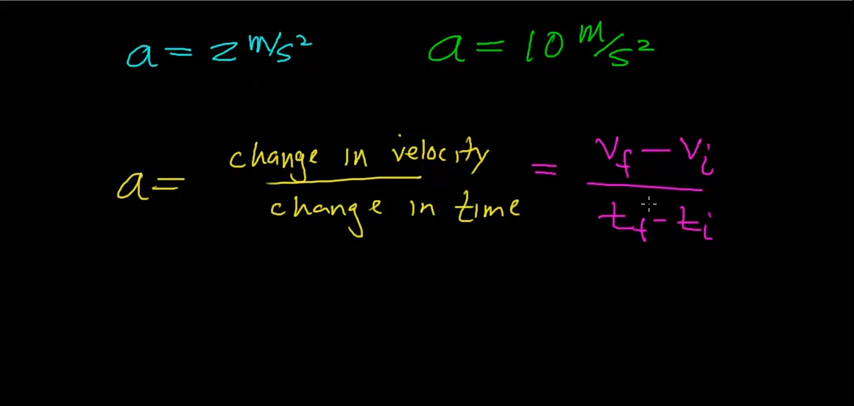 a = 2 m/s² a = 10 m/s²
a = change in velocity / change in time = vf − vi / tf − ti